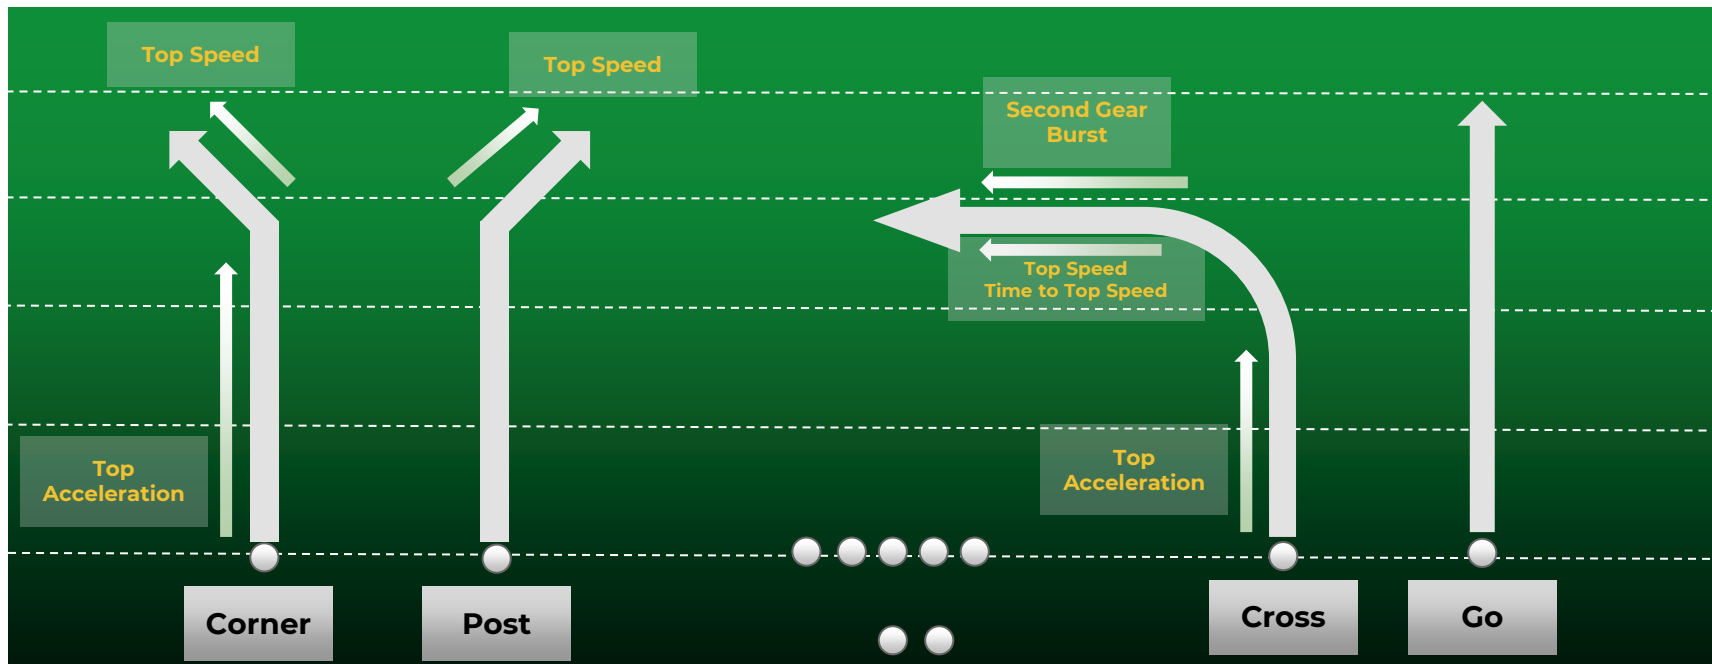 Top Speed
Top Speed
Second Gear
Burst
Top Speed
Time to Top Speed
Top
Acceleration
Top
Acceleration
Corner
Post
Cross
Go